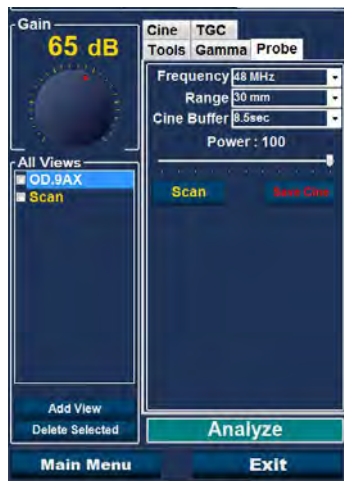 Gain
65 dB
Cine TGC
Tools Gamma Probe
Frequency 48 MHz
Range 30 mm
Cine Buffer 8.5sec
Power : 100
Scan Save Cine
All Views
OD.9AX
Scan
Add View
Delete Selected
Analyze
Main Menu Exit